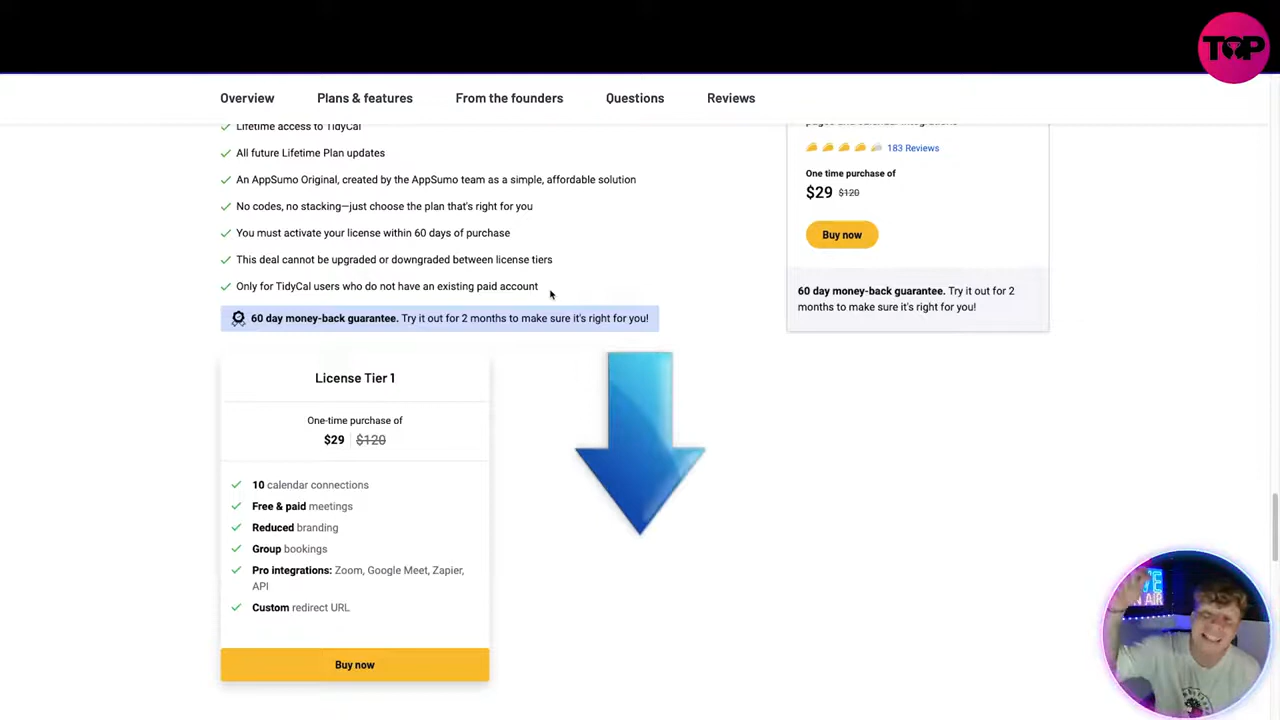 TOP
Overview
Plans & features
From the founders
Questions
Reviews
Lifetime access to TidyCal
All future Lifetime Plan updates
An AppSumo Original, created by the AppSumo team as a simple, affordable solution
No codes, no stacking—just choose the plan that's right for you
You must activate your license within 60 days of purchase
This deal cannot be upgraded or downgraded between license tiers
Only for TidyCal users who do not have an existing paid account
60 day money-back guarantee. Try it out for 2 months to make sure it's right for you!
183 Reviews
One time purchase of
$29 $120
Buy now
60 day money-back guarantee. Try it out for 2
months to make sure it's right for you!
License Tier 1
One-time purchase of
$29 $120
10 calendar connections
Free & paid meetings
Reduced branding
Group bookings
Pro integrations: Zoom, Google Meet, Zapier,
API
Custom redirect URL
Buy now